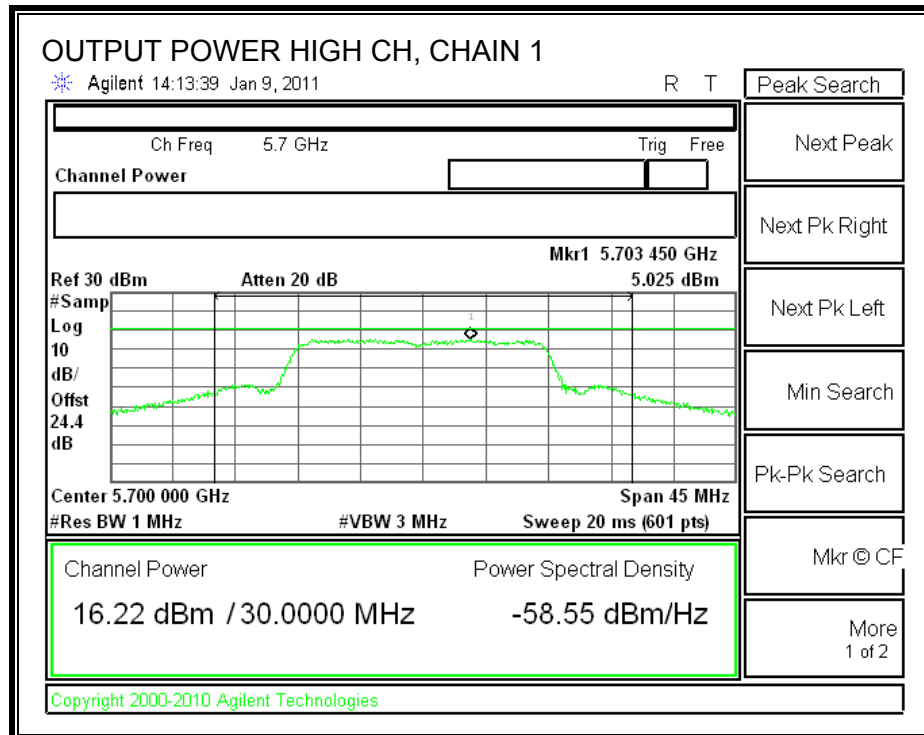 OUTPUT POWER HIGH CH, CHAIN 1
Agilent 14:13:39 Jan 9, 2011 R T
Peak Search
Ch Freq 5.7 GHz Trig Free
Channel Power
Mkr1 5.703 450 GHz
Ref 30 dBm Atten 20 dB 5.025 dBm
#Samp
Log
10
dB/
Offst
24.4
dB
1
Center 5.700 000 GHz Span 45 MHz
#Res BW 1 MHz #VBW 3 MHz Sweep 20 ms (601 pts)
Channel Power Power Spectral Density
16.22 dBm / 30.0000 MHz -58.55 dBm/Hz
Copyright 2000-2010 Agilent Technologies
Next Peak
Next Pk Right
Next Pk Left
Min Search
Pk-Pk Search
Mkr © CF
More
1 of 2